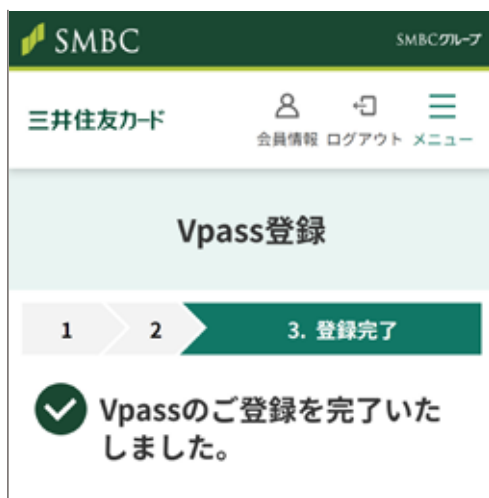 SMBC
SMBCグループ
三井住友カード
会員情報 ログアウト メニュー
Vpass登録
1 2 3. 登録完了
Vpassのご登録を完了いた
しました。